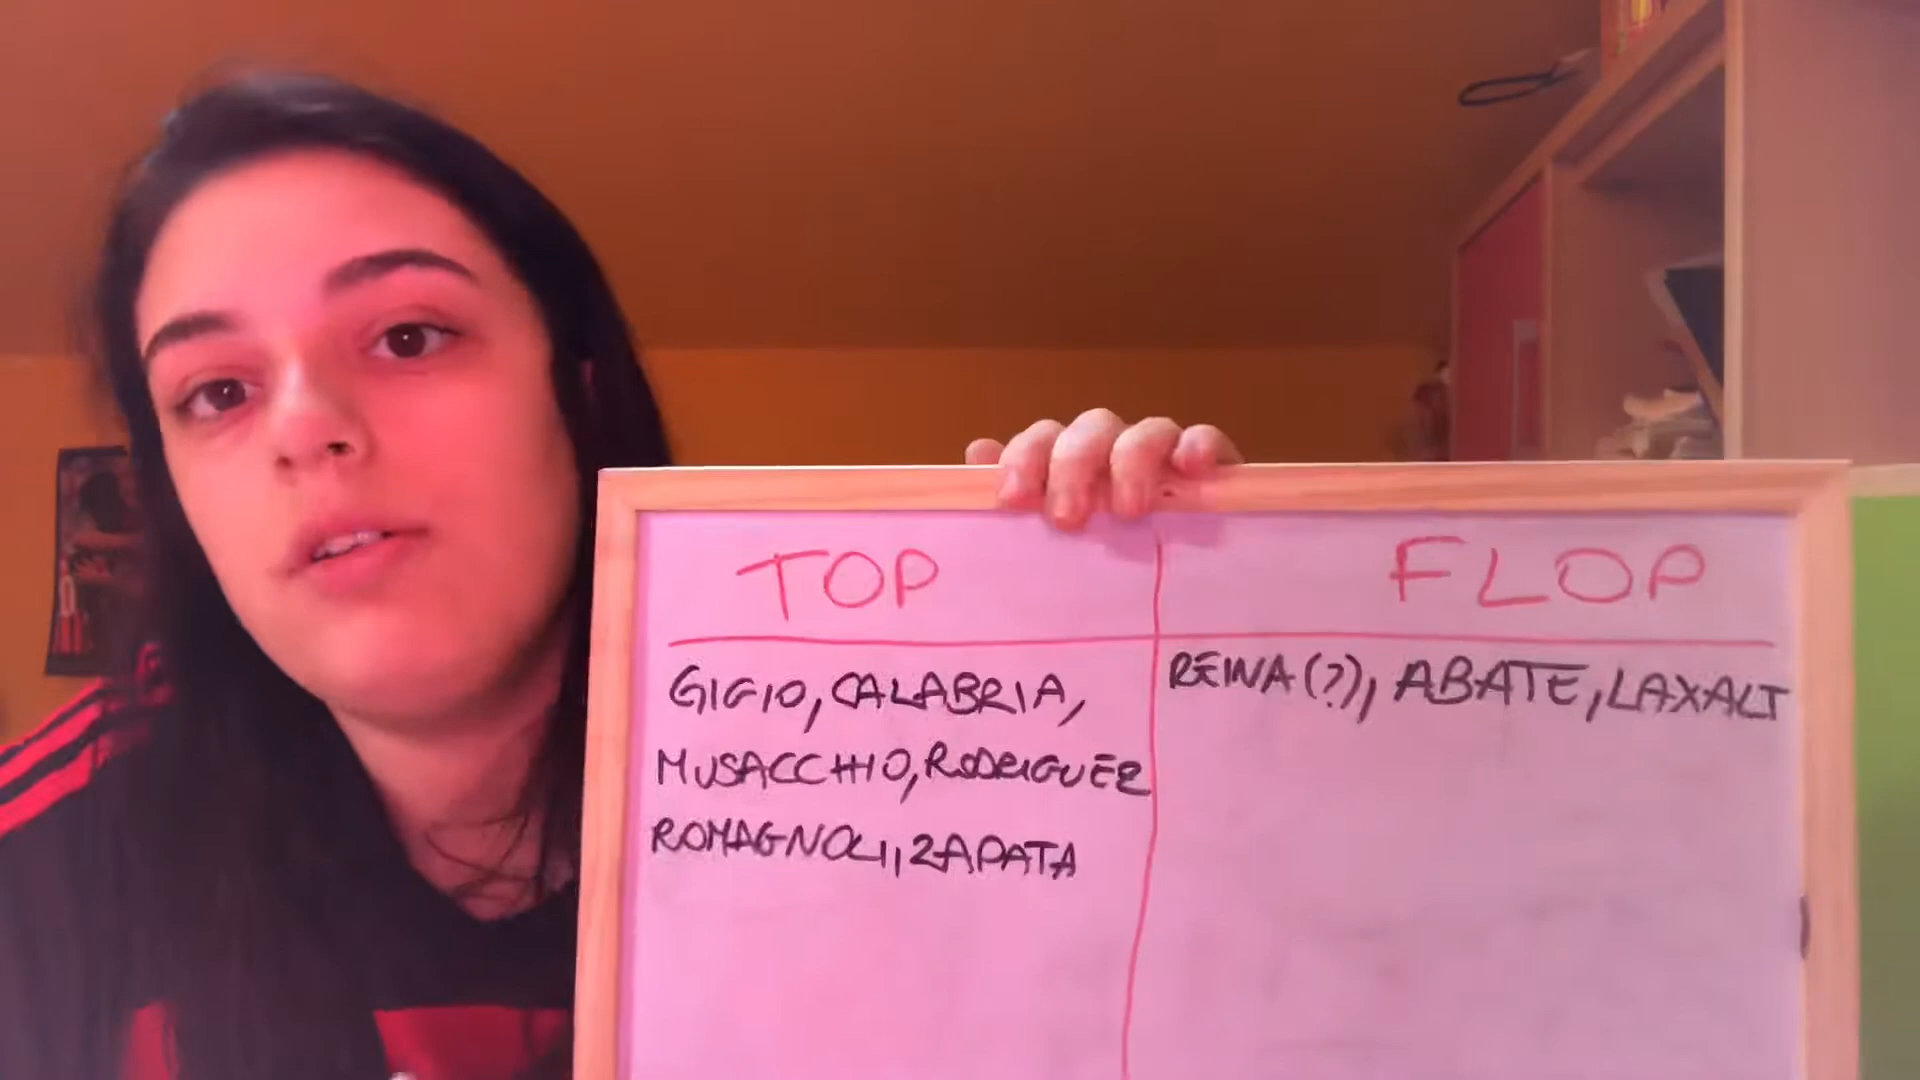 TOP
FLOP
GIGIO, CALABRIA,
MUSACCHIO, RODRIGUEZ
ROMAGNOLI, ZAPATA
REINA (?), ABATE, LAXALT